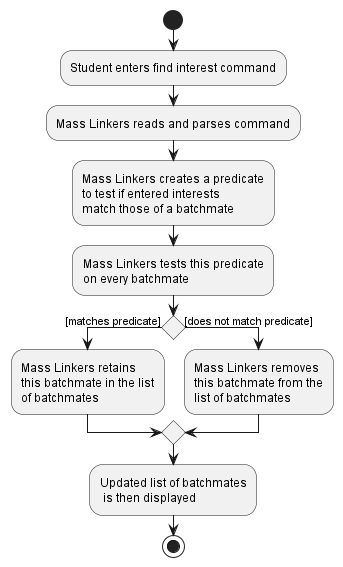 Student enters find interest command
Mass Linkers reads and parses command
Mass Linkers creates a predicate
to test if entered interests
match those of a batchmate
Mass Linkers tests this predicate
on every batchmate
[matches predicate]
[does not match predicate]
Mass Linkers retains
this batchmate in the list
of batchmates
Mass Linkers removes
this batchmate from the
list of batchmates
Updated list of batchmates
is then displayed